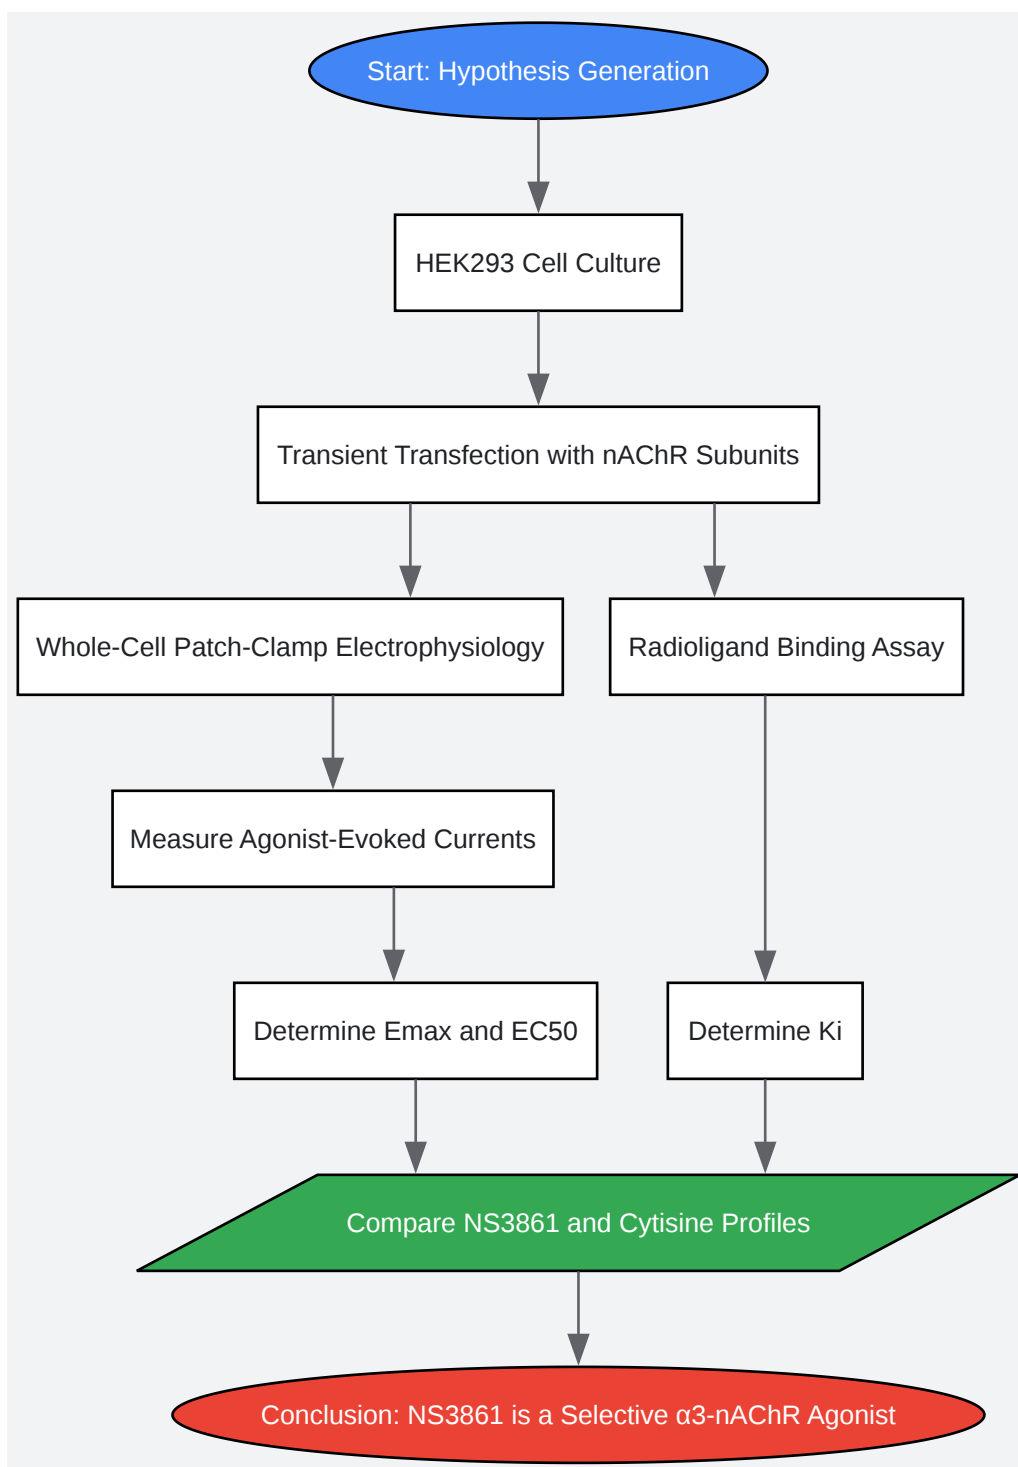 Start: Hypothesis Generation
HEK293 Cell Culture
Transient Transfection with nAChR Subunits
Whole-Cell Patch-Clamp Electrophysiology
Radioligand Binding Assay
Measure Agonist-Evoked Currents
Determine Emax and EC50
Determine Ki
Compare NS3861 and Cytisine Profiles
Conclusion: NS3861 is a Selective α3-nAChR Agonist